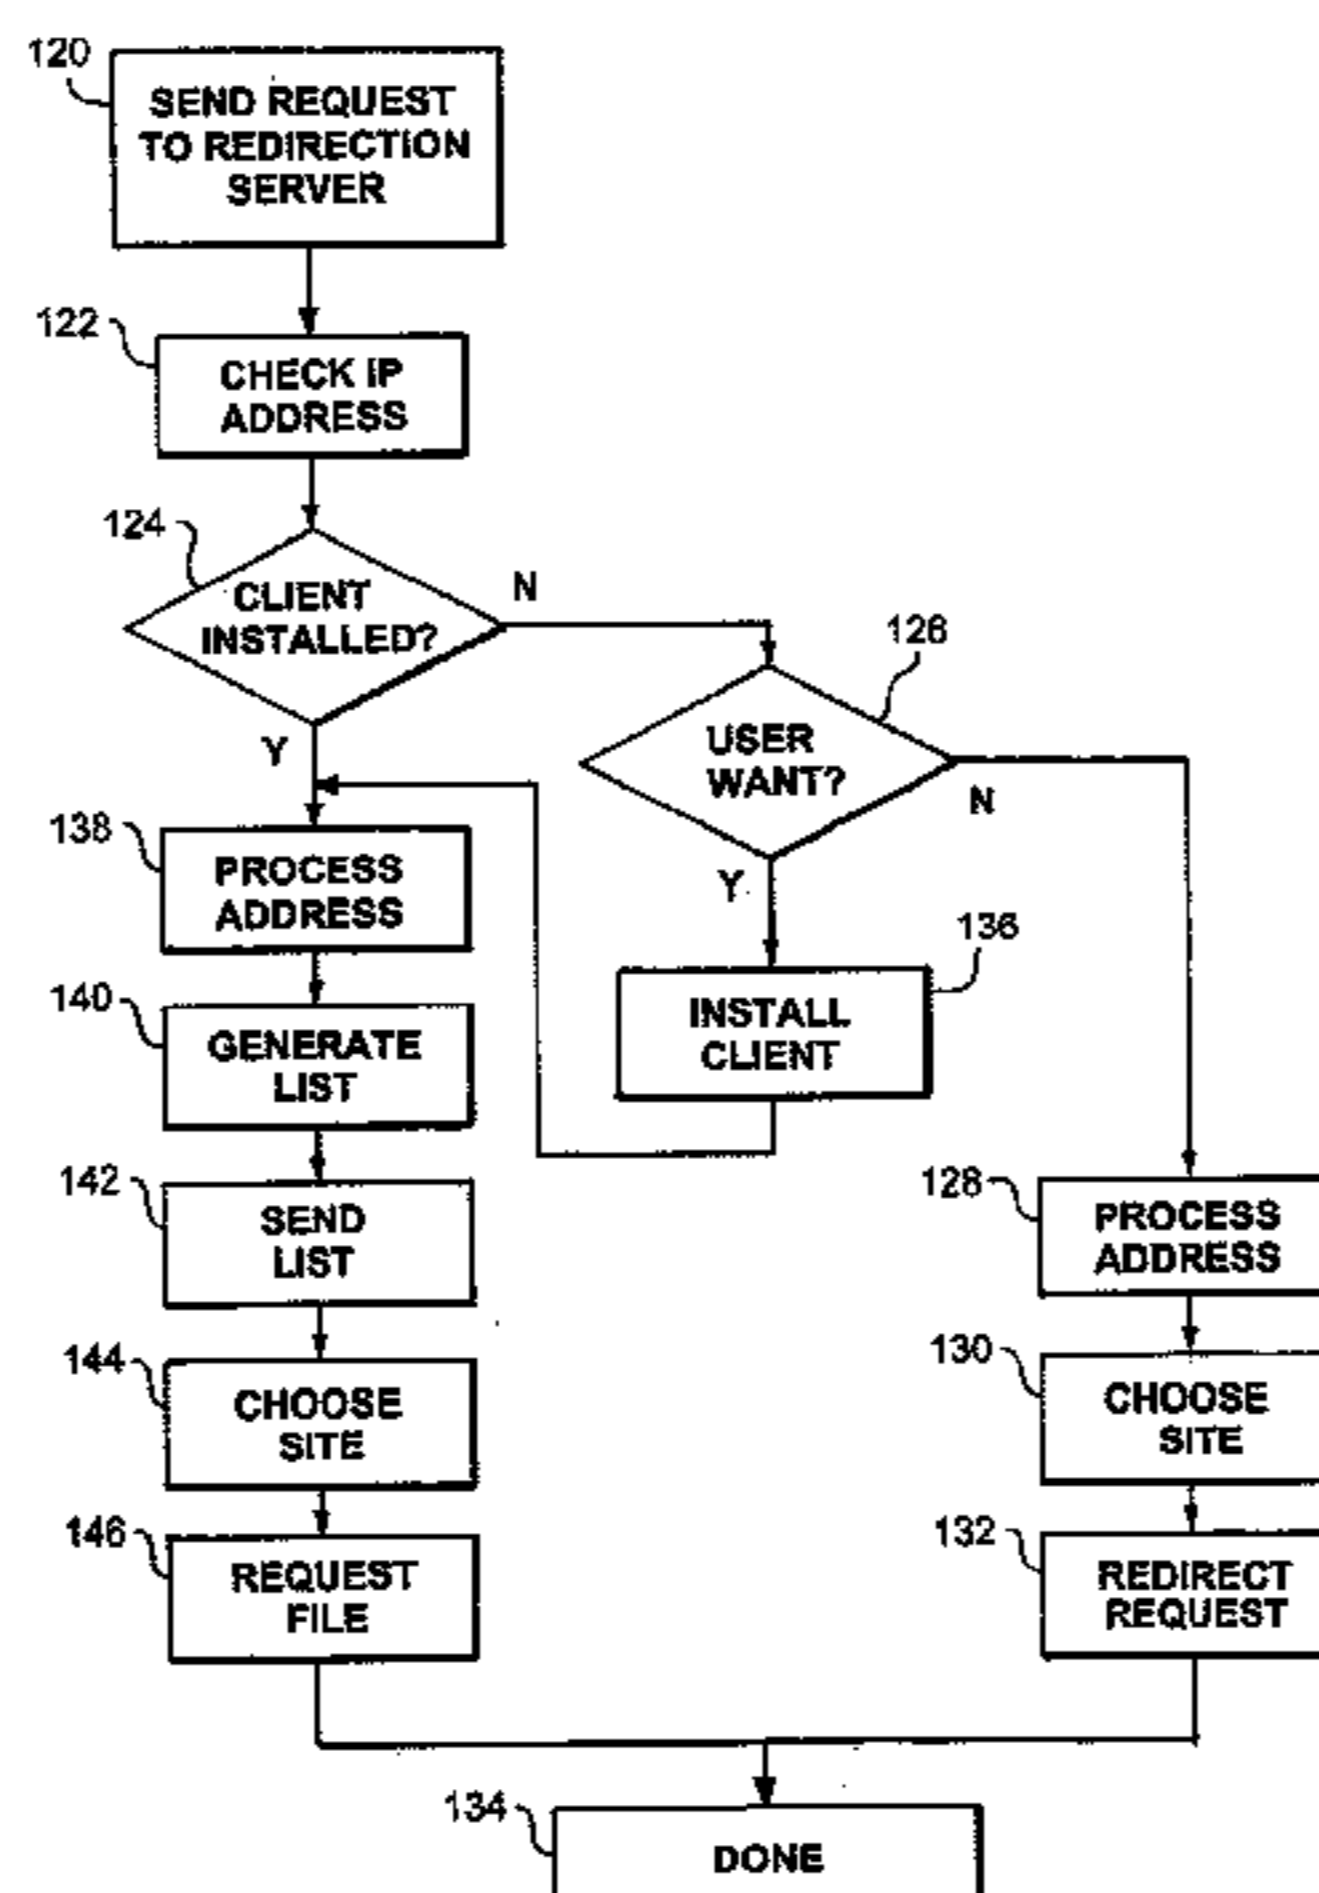 120
SEND REQUEST
TO REDIRECTION
SERVER
122
CHECK IP
ADDRESS
124
CLIENT
INSTALLED?
N
Y
126
USER
WANT?
N
Y
138
PROCESS
ADDRESS
136
INSTALL
CLIENT
140
GENERATE
LIST
142
SEND
LIST
128
PROCESS
ADDRESS
144
CHOOSE
SITE
130
CHOOSE
SITE
146
REQUEST
FILE
132
REDIRECT
REQUEST
134
DONE